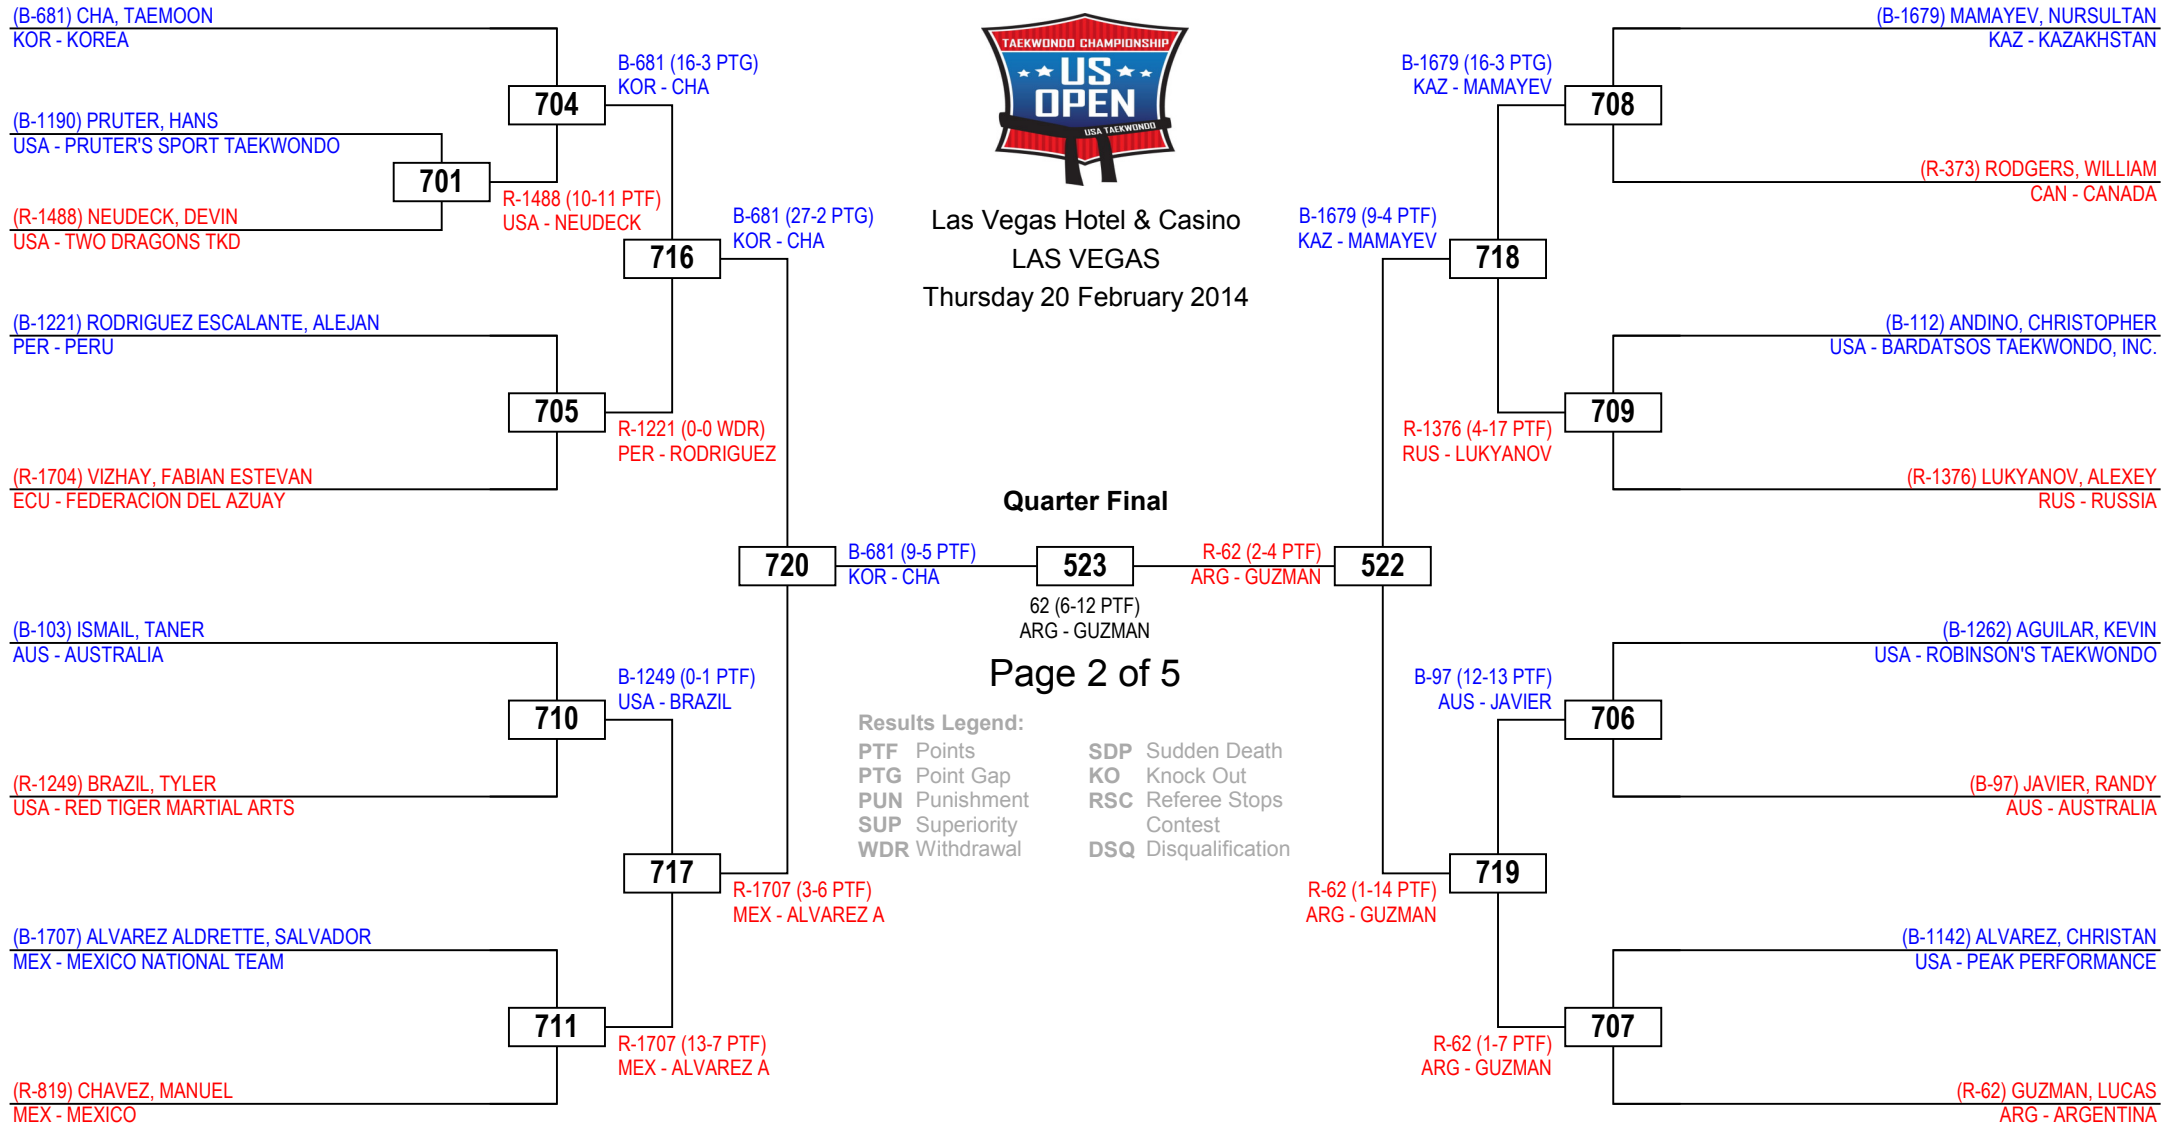 (B-681) CHA, TAEMOON
KOR - KOREA
(B-1190) PRUTER, HANS
USA - PRUTER'S SPORT TAEKWONDO
(R-1488) NEUDECK, DEVIN
USA - TWO DRAGONS TKD
(B-1221) RODRIGUEZ ESCALANTE, ALEJAN
PER - PERU
(R-1704) VIZHAY, FABIAN ESTEVAN
ECU - FEDERACION DEL AZUAY
(B-103) ISMAIL, TANER
AUS - AUSTRALIA
(R-1249) BRAZIL, TYLER
USA - RED TIGER MARTIAL ARTS
(B-1707) ALVAREZ ALDRETTE, SALVADOR
MEX - MEXICO NATIONAL TEAM
(R-819) CHAVEZ, MANUEL
MEX - MEXICO
701
R-1488 (10-11 PTF)
USA - NEUDECK
704
B-681 (16-3 PTG)
KOR - CHA
705
R-1221 (0-0 WDR)
PER - RODRIGUEZ
710
B-1249 (0-1 PTF)
USA - BRAZIL
711
R-1707 (13-7 PTF)
MEX - ALVAREZ A
716
B-681 (27-2 PTG)
KOR - CHA
717
R-1707 (3-6 PTF)
MEX - ALVAREZ A
720
B-681 (9-5 PTF)
KOR - CHA
TAEKWONDO CHAMPIONSHIP
US
OPEN
USA TAEKWONDO
Las Vegas Hotel & Casino
LAS VEGAS
Thursday 20 February 2014
Quarter Final
523
62 (6-12 PTF)
ARG - GUZMAN
Page 2 of 5
Results Legend:
PTF Points
PTG Point Gap
PUN Punishment
SUP Superiority
WDR Withdrawal
SDP Sudden Death
KO Knock Out
RSC Referee Stops
Contest
DSQ Disqualification
R-62 (2-4 PTF)
ARG - GUZMAN
522
B-1679 (9-4 PTF)
KAZ - MAMAYEV
718
R-62 (1-14 PTF)
ARG - GUZMAN
719
B-1679 (16-3 PTG)
KAZ - MAMAYEV
708
R-1376 (4-17 PTF)
RUS - LUKYANOV
709
B-97 (12-13 PTF)
AUS - JAVIER
706
R-62 (1-7 PTF)
ARG - GUZMAN
707
(B-1679) MAMAYEV, NURSULTAN
KAZ - KAZAKHSTAN
(R-373) RODGERS, WILLIAM
CAN - CANADA
(B-112) ANDINO, CHRISTOPHER
USA - BARDATSOS TAEKWONDO, INC.
(R-1376) LUKYANOV, ALEXEY
RUS - RUSSIA
(B-1262) AGUILAR, KEVIN
USA - ROBINSON'S TAEKWONDO
(B-97) JAVIER, RANDY
AUS - AUSTRALIA
(B-1142) ALVAREZ, CHRISTAN
USA - PEAK PERFORMANCE
(R-62) GUZMAN, LUCAS
ARG - ARGENTINA